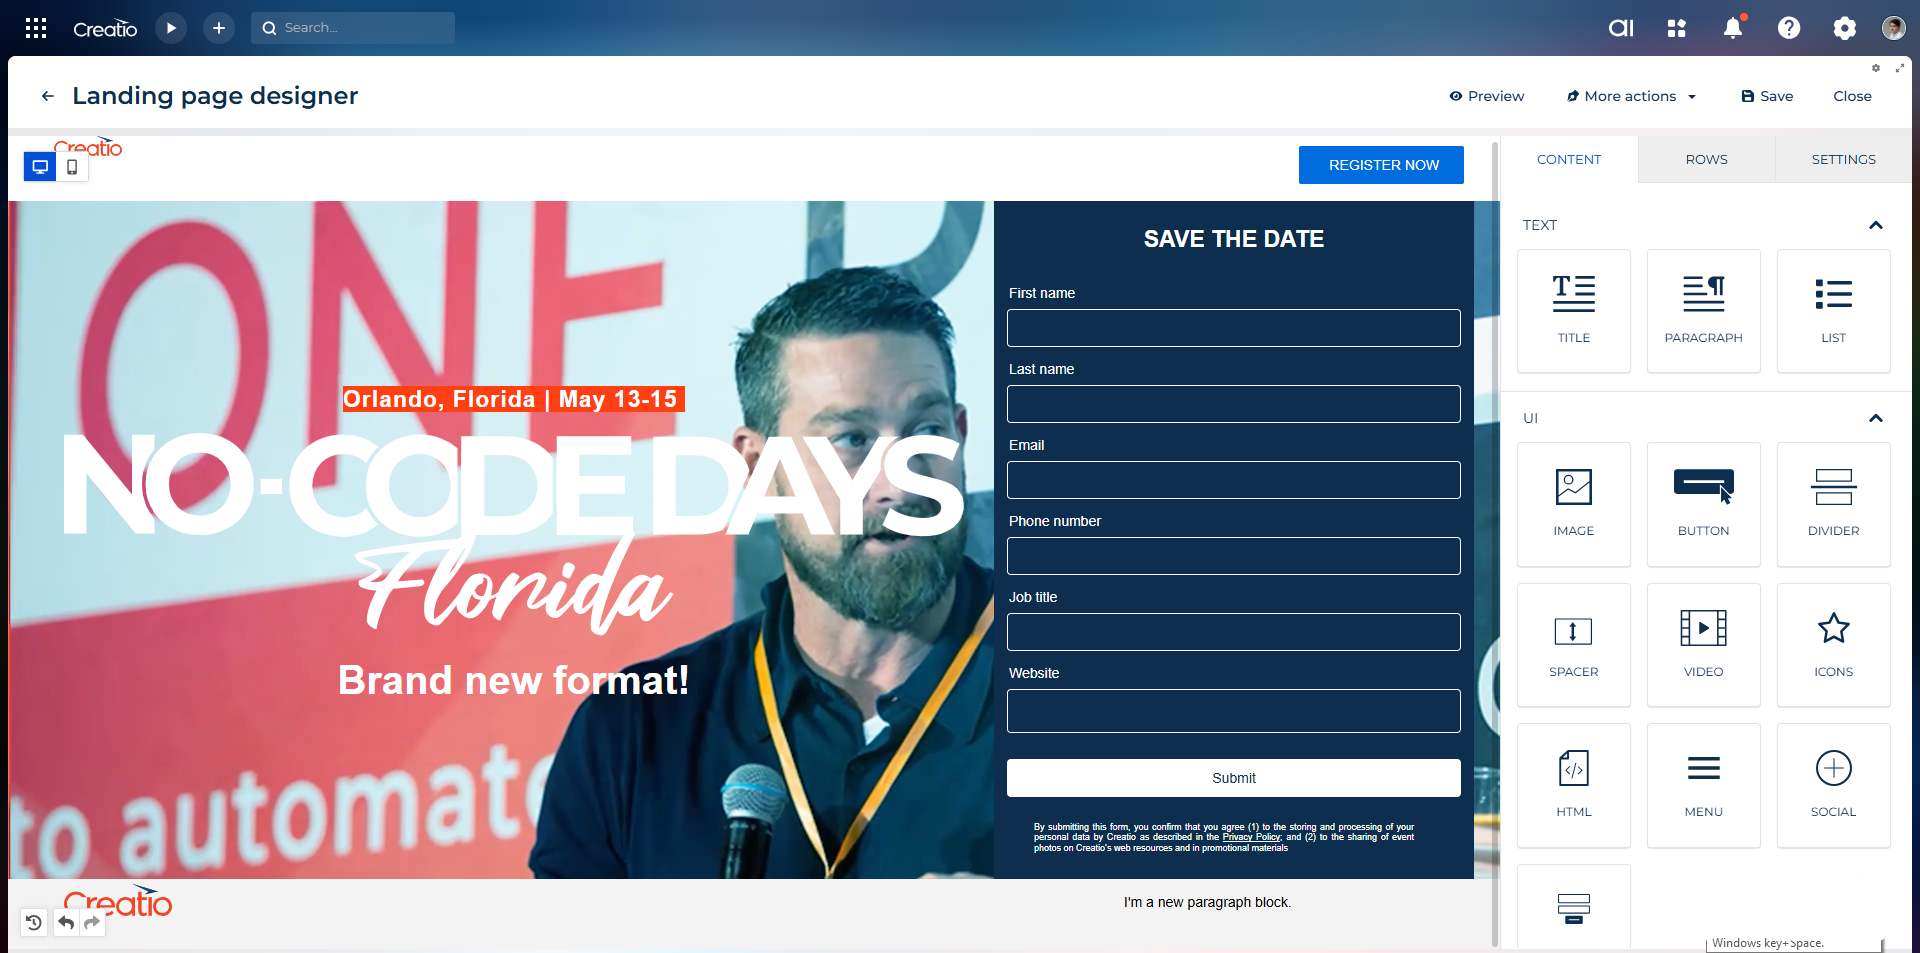 Creatio
Search...
Landing page designer
Preview
More actions
Save
Close
Creatio
REGISTER NOW
CONTENT
ROWS
SETTINGS
ONE
SAVE THE DATE
First name
Last name
Email
Phone number
Job title
Website
Submit
By submitting this form, you confirm that you agree (1) to the storing and processing of your
personal data by Creatio as described in the Privacy Policy; and (2) to the sharing of event
photos on Creatio's web resources and in promotional materials
Orlando, Florida | May 13-15
NO-CODE DAYS
Florida
Brand new format!
to automate
TEXT
TITLE
PARAGRAPH
LIST
UI
IMAGE
BUTTON
DIVIDER
SPACER
VIDEO
ICONS
HTML
MENU
SOCIAL
Creatio
I'm a new paragraph block.
Windows key+Space.